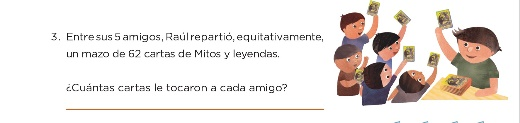 3. Entre sus 5 amigos, Raúl repartió, equitativamente,
un mazo de 62 cartas de Mitos y leyendas.
¿Cuántas cartas le tocaron a cada amigo?